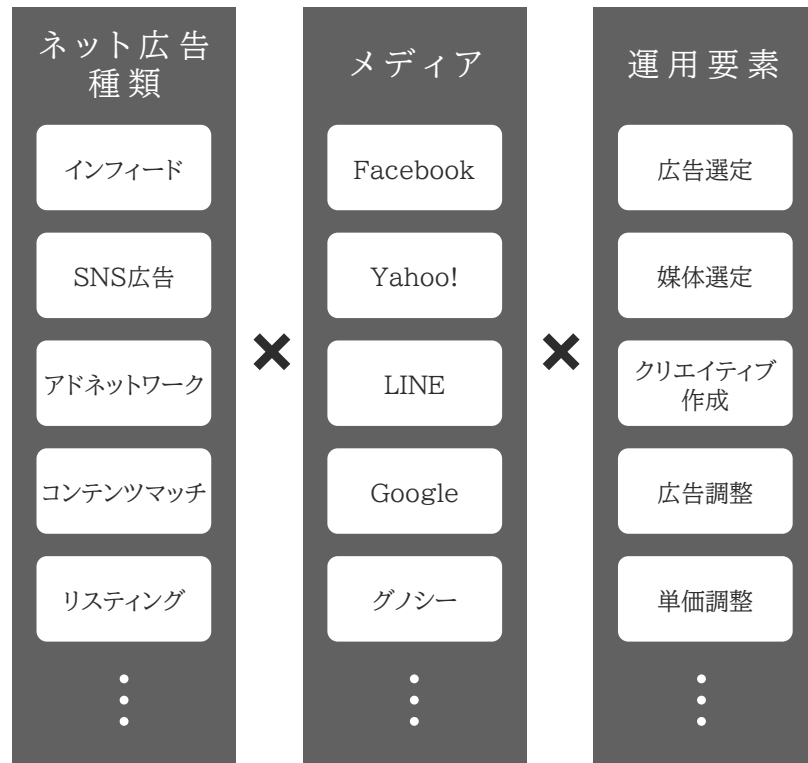 ネット広告
種類
インフィード
SNS広告
アドネットワーク
コンテンツマッチ
リスティング
メディア
Facebook
Yahoo!
LINE
Google
グノシー
運用要素
広告選定
媒体選定
クリエイティブ
作成
広告調整
単価調整